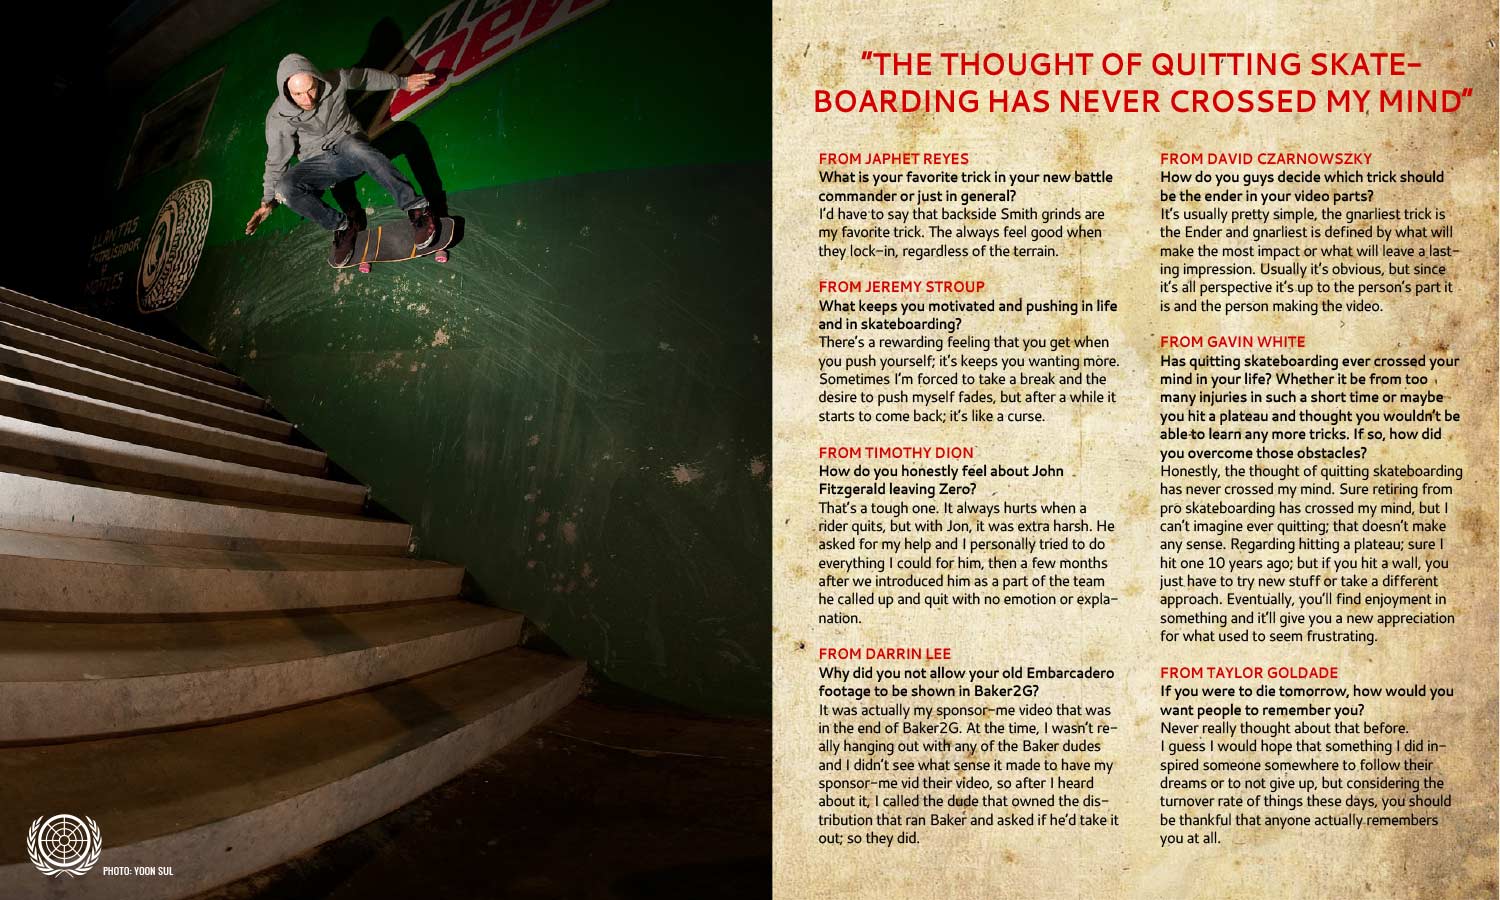 MTN
DEW
LLANTAS
Y
PHOTO: YOON SUL
"THE THOUGHT OF QUITTING SKATE-
BOARDING HAS NEVER CROSSED MY MIND"
FROM JAPHET REYES
What is your favorite trick in your new battle
commander or just in general?
I'd have to say that backside Smith grinds are
my favorite trick. The always feel good when
they lock-in, regardless of the terrain.
FROM JEREMY STROUP
What keeps you motivated and pushing in life
and in skateboarding?
There's a rewarding feeling that you get when
you push yourself; it's keeps you wanting more.
Sometimes I'm forced to take a break and the
desire to push myself fades, but after a while it
starts to come back; it's like a curse.
FROM TIMOTHY DION
How do you honestly feel about John
Fitzgerald leaving Zero?
That's a tough one. It always hurts when a
rider quits, but with Jon, it was extra harsh. He
asked for my help and I personally tried to do
everything I could for him, then a few months
after we introduced him as a part of the team
he called up and quit with no emotion or expla-
nation.
FROM DARRIN LEE
Why did you not allow your old Embarcadero
footage to be shown in Baker2G?
It was actually my sponsor-me video that was
in the end of Baker2G. At the time, I wasn't re-
ally hanging out with any of the Baker dudes
and I didn't see what sense it made to have my
sponsor-me vid their video, so after I heard
about it, I called the dude that owned the dis-
tribution that ran Baker and asked if he'd take it
out; so they did.
FROM DAVID CZARNOWSZKY
How do you guys decide which trick should
be the ender in your video parts?
It's usually pretty simple, the gnarliest trick is
the Ender and gnarliest is defined by what will
make the most impact or what will leave a last-
ing impression. Usually it's obvious, but since
it's all perspective it's up to the person's part it
is and the person making the video.
FROM GAVIN WHITE
Has quitting skateboarding ever crossed your
mind in your life? Whether it be from too
many injuries in such a short time or maybe
you hit a plateau and thought you wouldn't be
able to learn any more tricks. If so, how did
you overcome those obstacles?
Honestly, the thought of quitting skateboarding
has never crossed my mind. Sure retiring from
pro skateboarding has crossed my mind, but I
can't imagine ever quitting; that doesn't make
any sense. Regarding hitting a plateau; sure I
hit one 10 years ago; but if you hit a wall, you
just have to try new stuff or take a different
approach. Eventually, you'll find enjoyment in
something and it'll give you a new appreciation
for what used to seem frustrating.
FROM TAYLOR GOLDADE
If you were to die tomorrow, how would you
want people to remember you?
Never really thought about that before.
I guess I would hope that something I did in-
spired someone somewhere to follow their
dreams or to not give up, but considering the
turnover rate of things these days, you should
be thankful that anyone actually remembers
you at all.